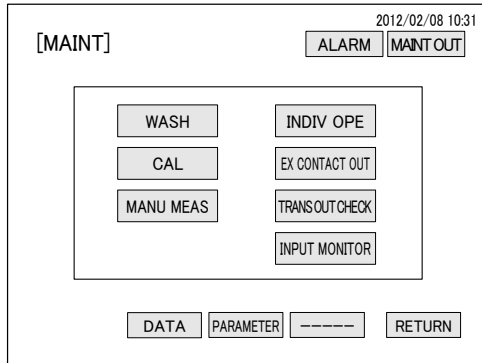 2012/02/08 10:31
[MAINT] ALARM MAINT OUT
WASH INDIV OPE
CAL EX CONTACT OUT
MANU MEAS TRANS OUT CHECK
INPUT MONITOR
DATA PARAMETER ----- RETURN